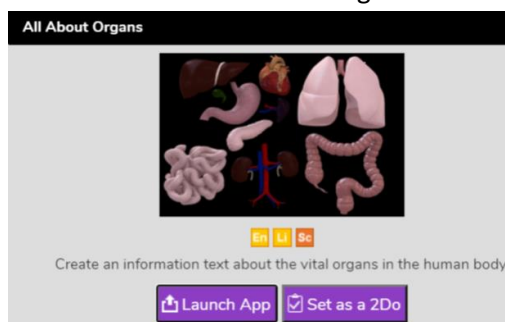 All About Organs
En Li Sc
Create an information text about the vital organs in the human body
Launch App Set as a 2Do